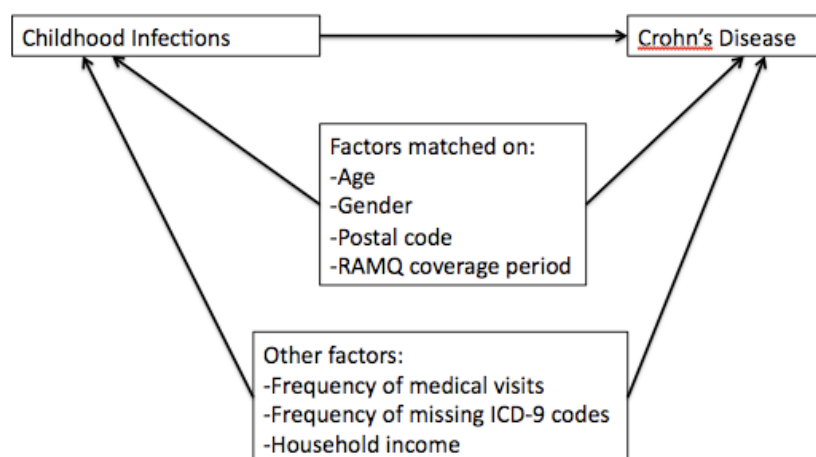 Childhood Infections
Crohn's Disease
Factors matched on:
-Age
-Gender
-Postal code
-RAMQ coverage period
Other factors:
-Frequency of medical visits
-Frequency of missing ICD-9 codes
-Household income